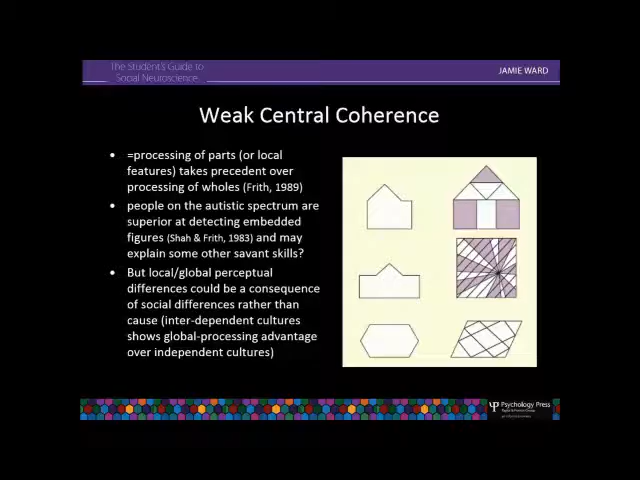 The Student's Guide to
Social Neuroscience
JAMIE WARD
Weak Central Coherence
• =processing of parts (or local
features) takes precedent over
processing of wholes (Frith, 1989)
• people on the autistic spectrum are
superior at detecting embedded
figures (Shah & Frith, 1983) and may
explain some other savant skills?
• But local/global perceptual
differences could be a consequence
of social differences rather than
cause (inter-dependent cultures
shows global-processing advantage
over independent cultures)
Psychology Press